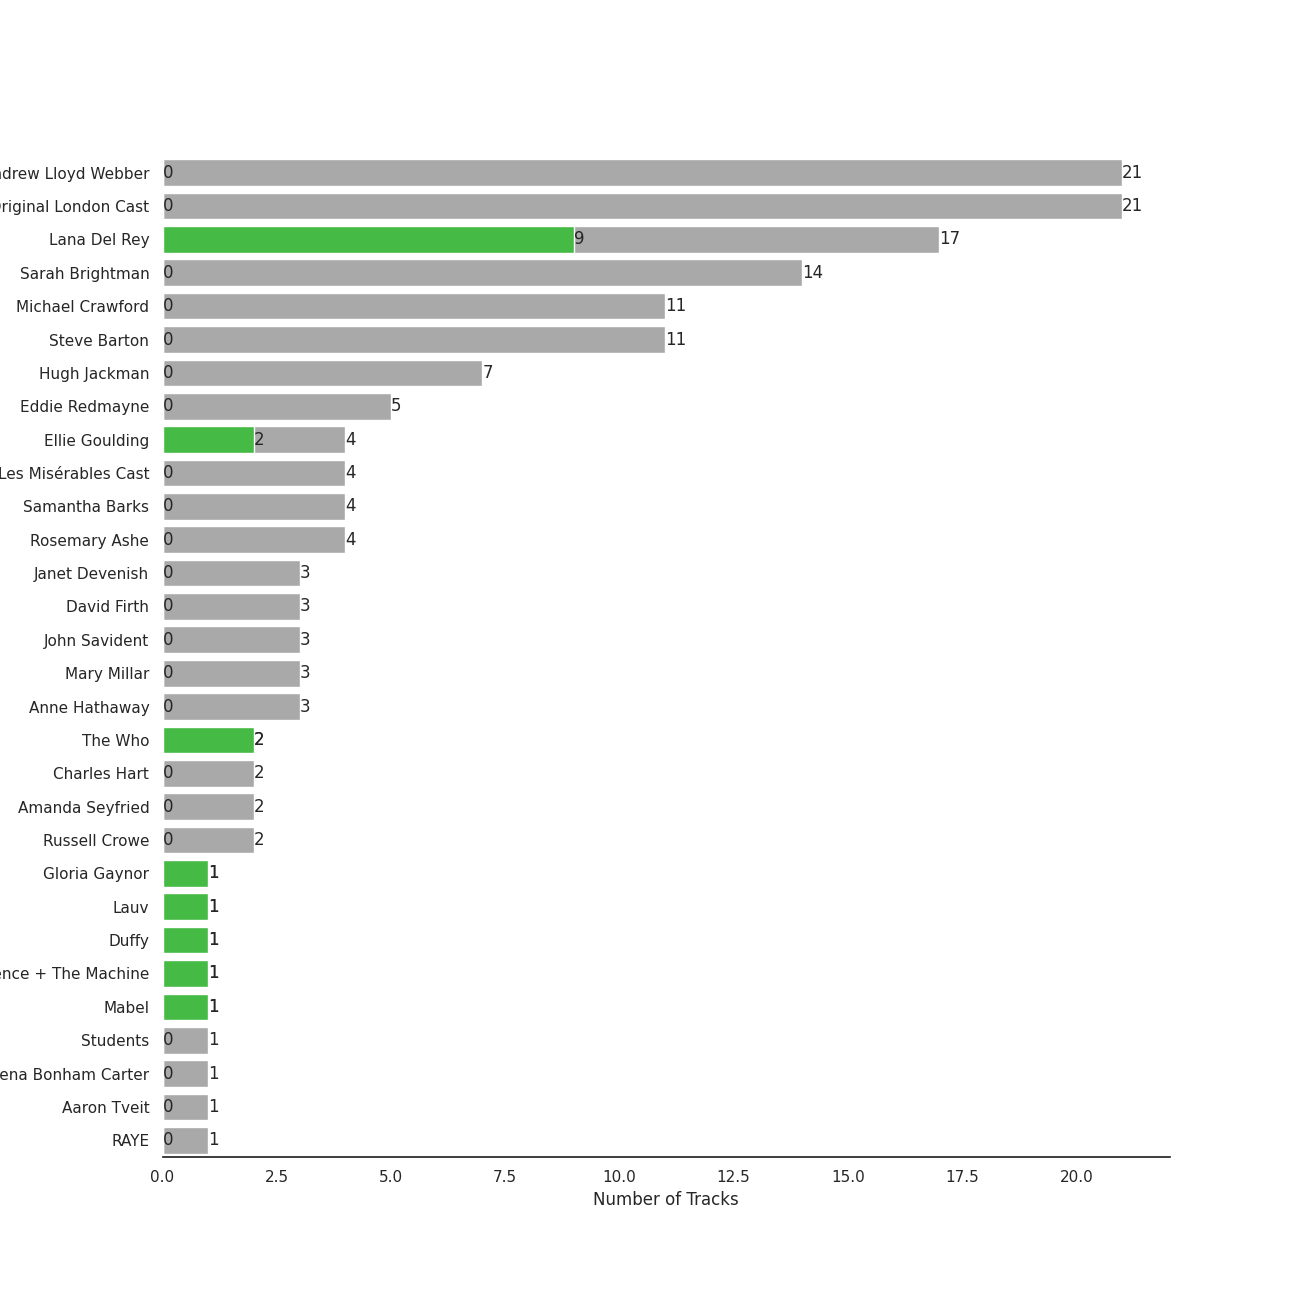 Lloyd Webber 0 21
London Cast 0 21
Lana Del Rey 9 17
Sarah Brightman 0 14
Michael Crawford 0 11
Steve Barton 0 11
Hugh Jackman 0 7
Eddie Redmayne 0 5
Ellie Goulding 2 4
Les Misérables Cast 0 4
Samantha Barks 0 4
Rosemary Ashe 0 4
Janet Devenish 0 3
David Firth 0 3
John Savident 0 3
Mary Millar 0 3
Anne Hathaway 0 3
The Who 2
Charles Hart 0 2
Amanda Seyfried 0 2
Russell Crowe 0 2
Gloria Gaynor 1
Lauv 1
Duffy 1
+ The Machine 1
Mabel 1
Students 0 1
Bonham Carter 0 1
Aaron Tveit 0 1
RAYE 0 1
0.0 2.5 5.0 7.5 10.0 12.5 15.0 17.5 20.0
Number of Tracks